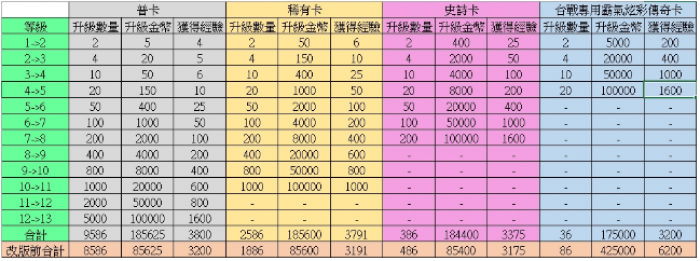 普卡 稀有卡 史詩卡 台戰專用霸氣炫彩傳奇卡
等級 升級數量 升級金幣 獲得經驗 升級數量 升級金幣 獲得經驗 升級數量 升級金幣 獲得經驗 升級數量 升級金幣 獲得經驗
1->2 2 5 4 2 50 6 2 400 25 2 5000 200
2->3 4 20 5 4 150 10 4 2000 50 4 20000 400
3->4 10 50 6 10 400 25 10 4000 100 10 50000 1000
4->5 20 150 10 20 1000 50 20 8000 200 20 100000 1600
5->6 50 400 25 50 2000 100 50 20000 400 - - -
6->7 100 1000 50 100 4000 200 100 50000 1000 - - -
7->8 200 2000 100 200 8000 400 200 100000 1600 - - -
8->9 400 4000 200 400 20000 600 - - - - - -
9->10 800 8000 400 800 50000 800 - - - - - -
10->11 1000 20000 600 1000 100000 1000 - - - - - -
11->12 2000 50000 800 - - - - - - - - -
12->13 5000 100000 1600 - - - - - - - - -
合計 9586 185625 3800 2586 185600 3791 386 184400 3375 36 175000 3200
改版前合計 8586 85625 3200 1886 85600 3191 486 85400 3175 86 425000 6200